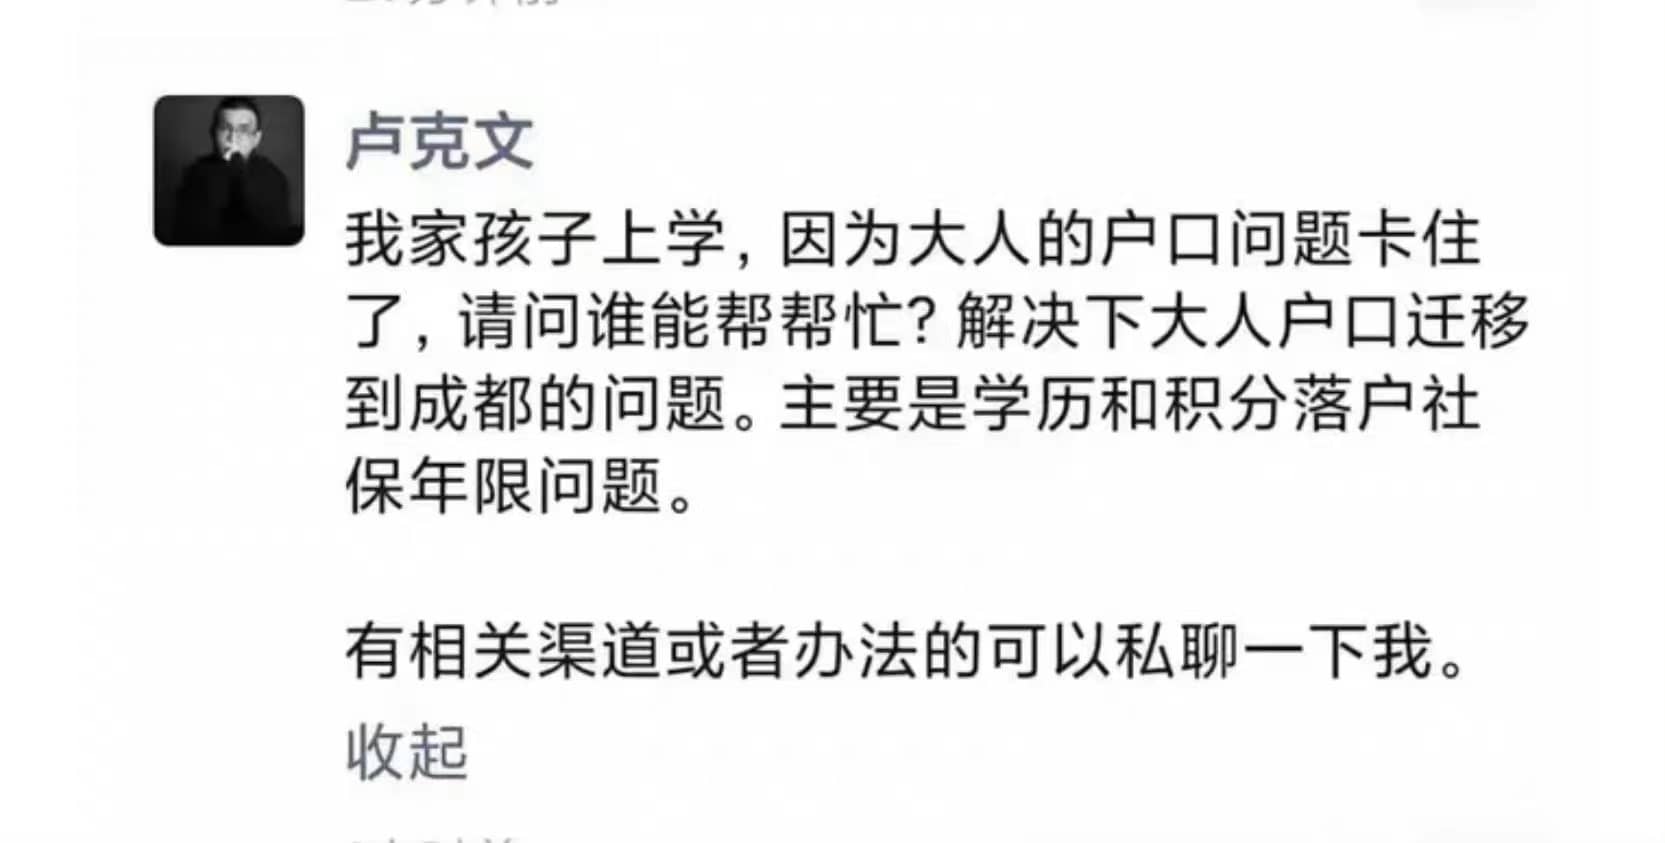 卢克文
我家孩子上学，因为大人的户口问题卡住
了，请问谁能帮帮忙？解决下大人户口迁移
到成都的问题。主要是学历和积分落户社
保年限问题。
有相关渠道或者办法的可以私聊一下我。
收起